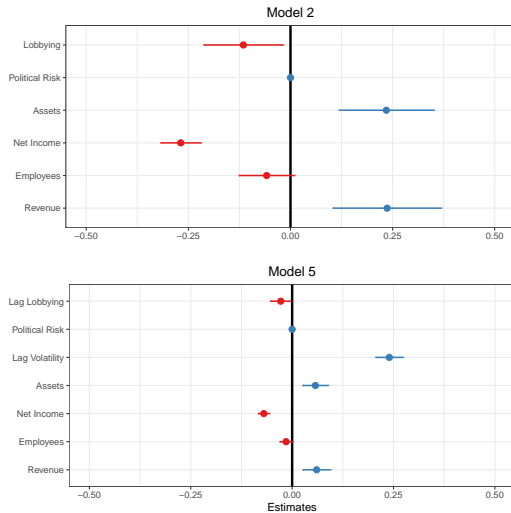 Model 2
Lobbying
Political Risk
Assets
Net Income
Employees
Revenue
−0.50 −0.25 0.00 0.25 0.50
Model 5
Lag Lobbying
Political Risk
Lag Volatility
Assets
Net Income
Employees
Revenue
−0.50 −0.25 0.00 0.25 0.50
Estimates